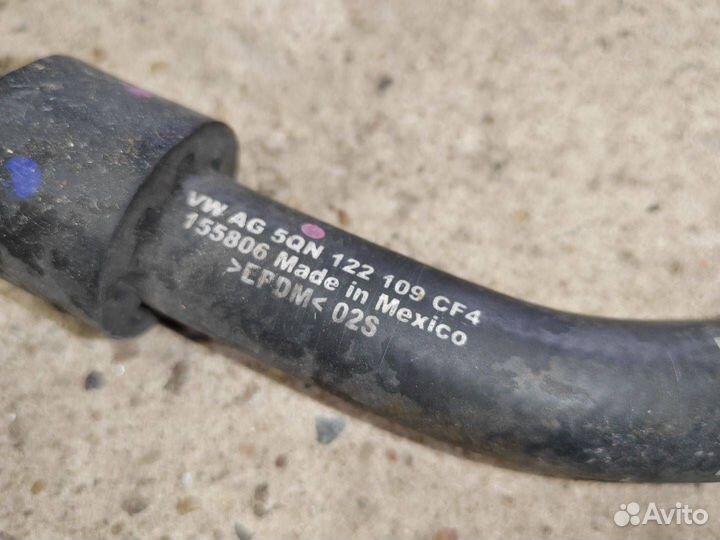 VW AG 5QN 122 109 CF4
155806 Made in Mexico
>EPDM< 02S
Avito